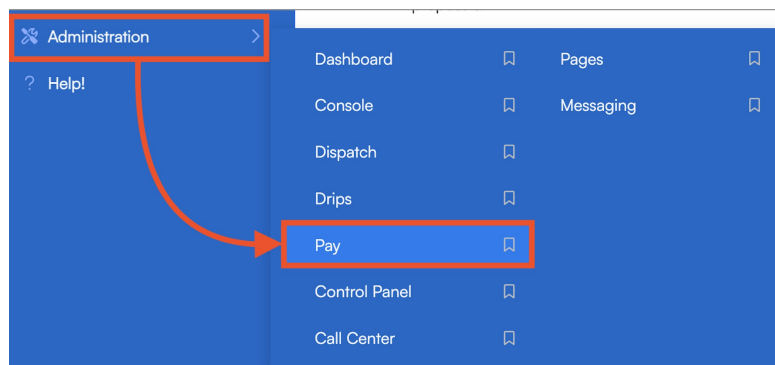 Administration
? Help!
Dashboard
Console
Dispatch
Drips
Pay
Control Panel
Call Center
Pages
Messaging